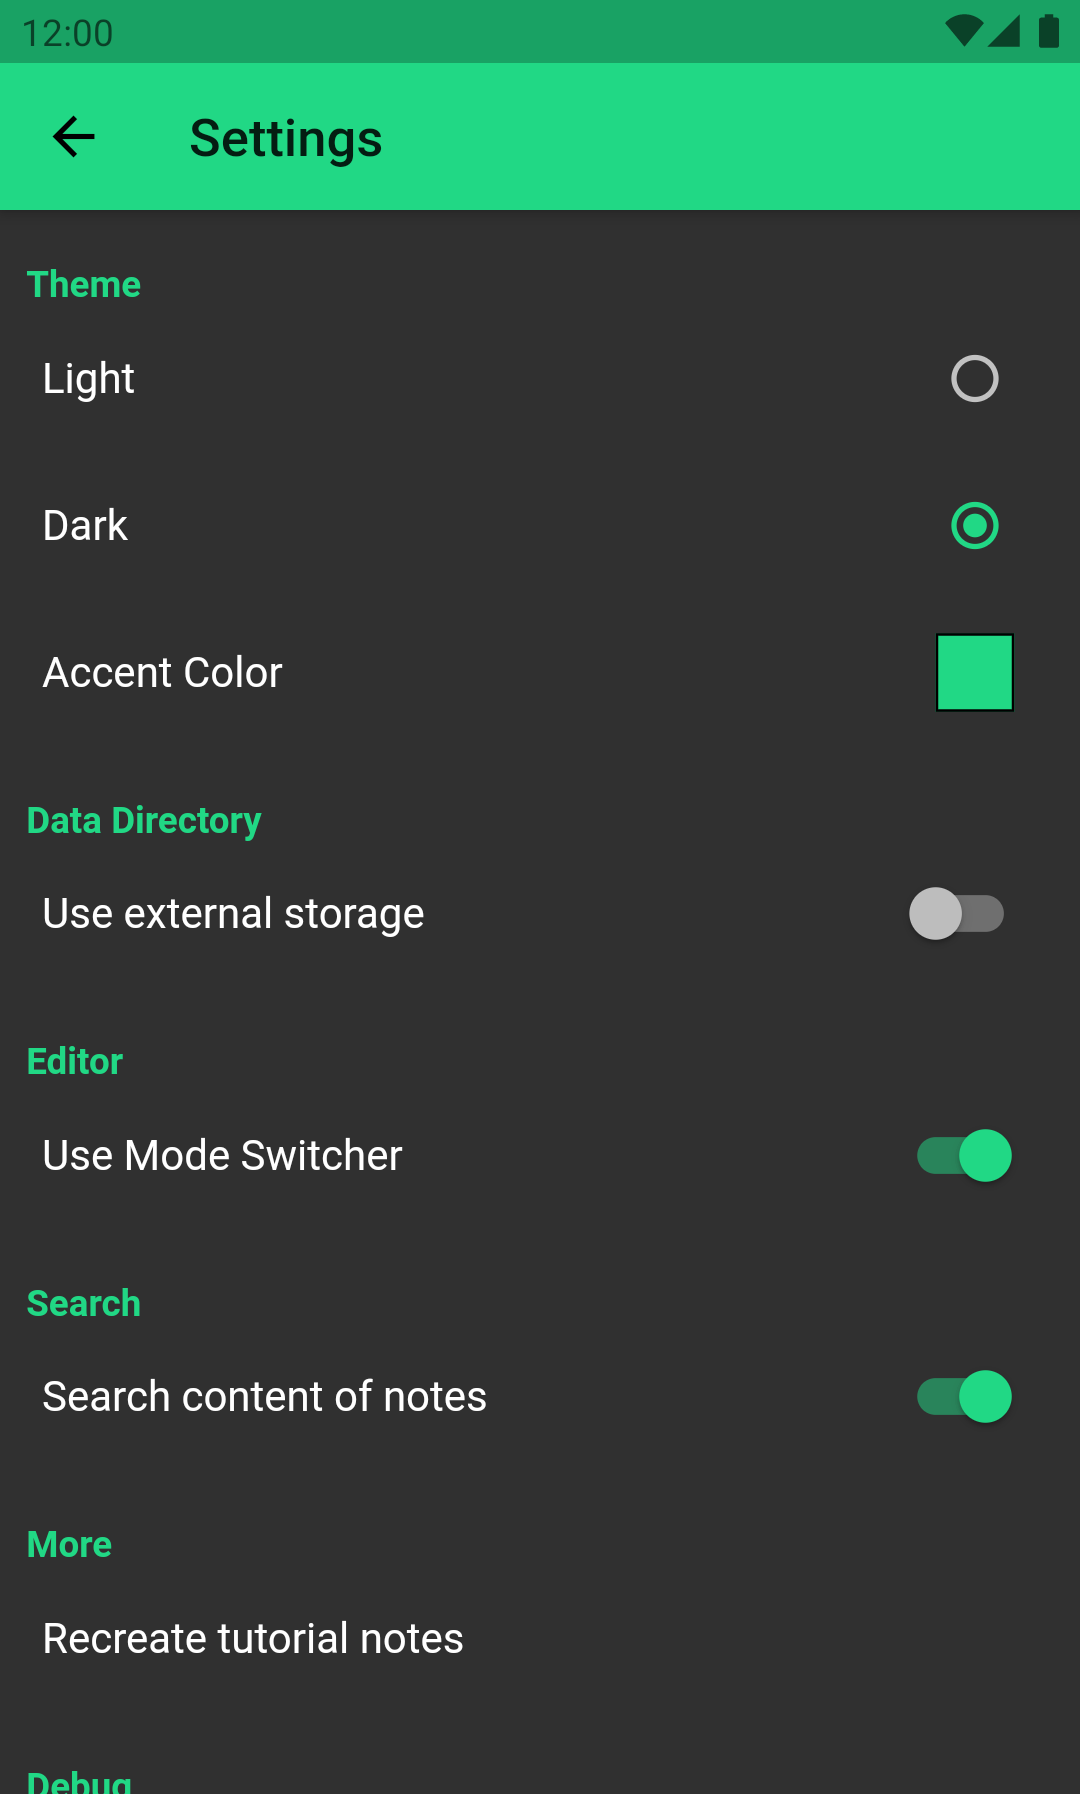 12:00
Settings
Theme
Light
Dark
Accent Color
Data Directory
Use external storage
Editor
Use Mode Switcher
Search
Search content of notes
More
Recreate tutorial notes
Debug